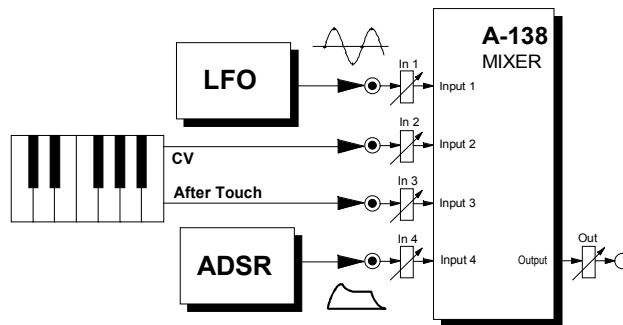 A-138
MIXER
LFO
In 1
Input 1
In 2
CV
Input 2
After Touch
In 3
Input 3
ADSR
In 4
Input 4
Output
Out